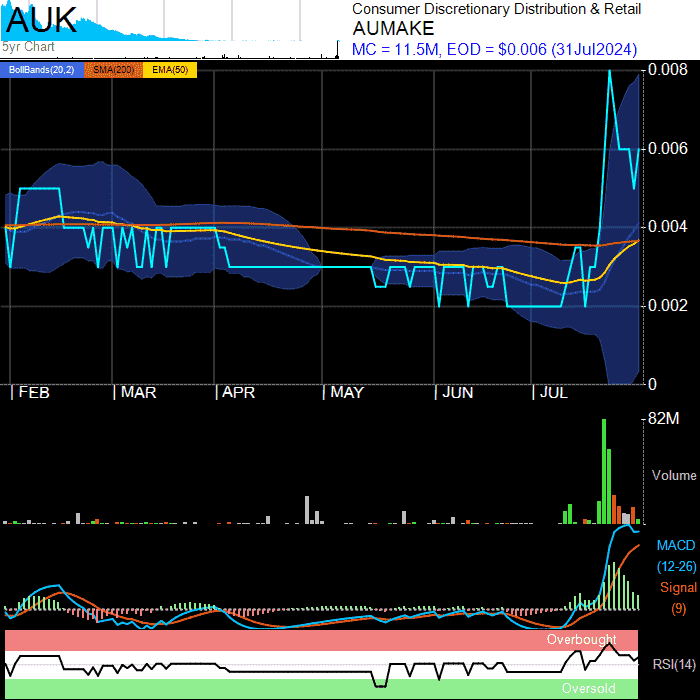 AUK
5yr Chart
Consumer Discretionary Distribution & Retail
AUMAKE
MC = 11.5M, EOD = $0.006 (31Jul2024)
BollBands(20,2) SMA(200) EMA(50)
0.008
0.006
0.004
0.002
0
FEB MAR APR MAY JUN JUL
82M
Volume
MACD
(12-26)
Signal
(9)
Overbought
RSI(14)
Oversold